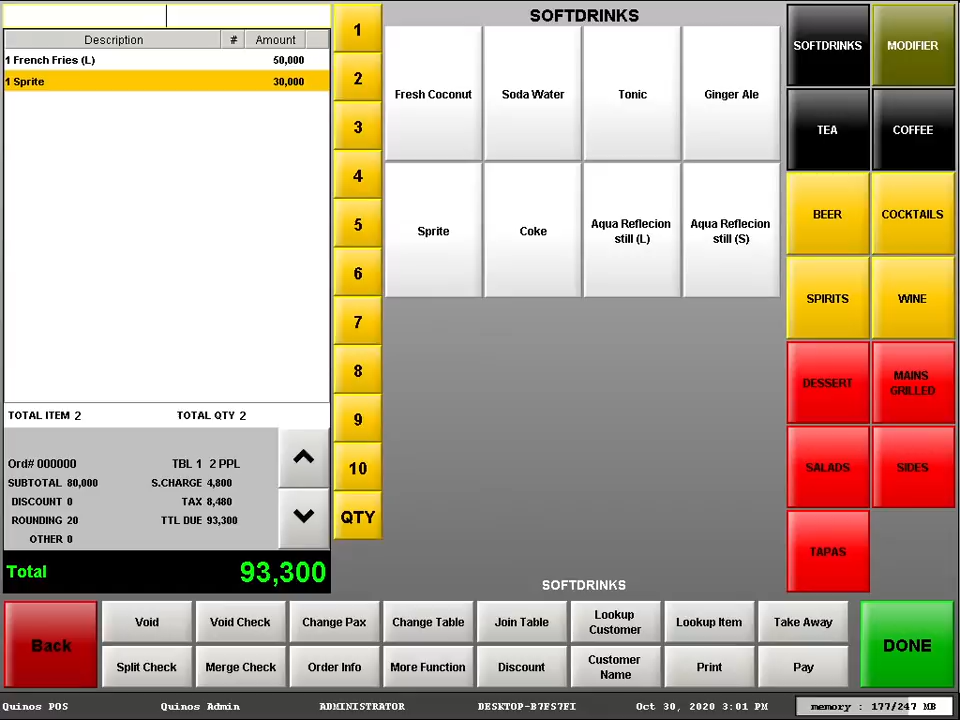 SOFTDRINKS
Description # Amount
1 French Fries (L) 50,000
1 Sprite 30,000
TOTAL ITEM 2 TOTAL QTY 2
Ord# 000000 TBL 1 2 PPL
SUBTOTAL 80,000 S.CHARGE 4,800
DISCOUNT 0 TAX 8,480
ROUNDING 20 TTL DUE 93,300
OTHER 0
Total 93,300
1
2
3
4
5
6
7
8
9
10
QTY
Fresh Coconut
Soda Water
Tonic
Ginger Ale
Sprite
Coke
Aqua Reflecion
still (L)
Aqua Reflecion
still (S)
SOFTDRINKS
SOFTDRINKS
MODIFIER
TEA
COFFEE
BEER
COCKTAILS
SPIRITS
WINE
DESSERT
MAINS
GRILLED
SALADS
SIDES
TAPAS
Back
Void
Void Check
Change Pax
Change Table
Join Table
Lookup
Customer
Lookup Item
Take Away
Split Check
Merge Check
Order Info
More Function
Discount
Customer
Name
Print
Pay
DONE
Quinos POS Quinos Admin ADMINISTRATOR DESKTOP-B7FS7EI Oct 30, 2020 3:01 PM memory : 177/247 MB